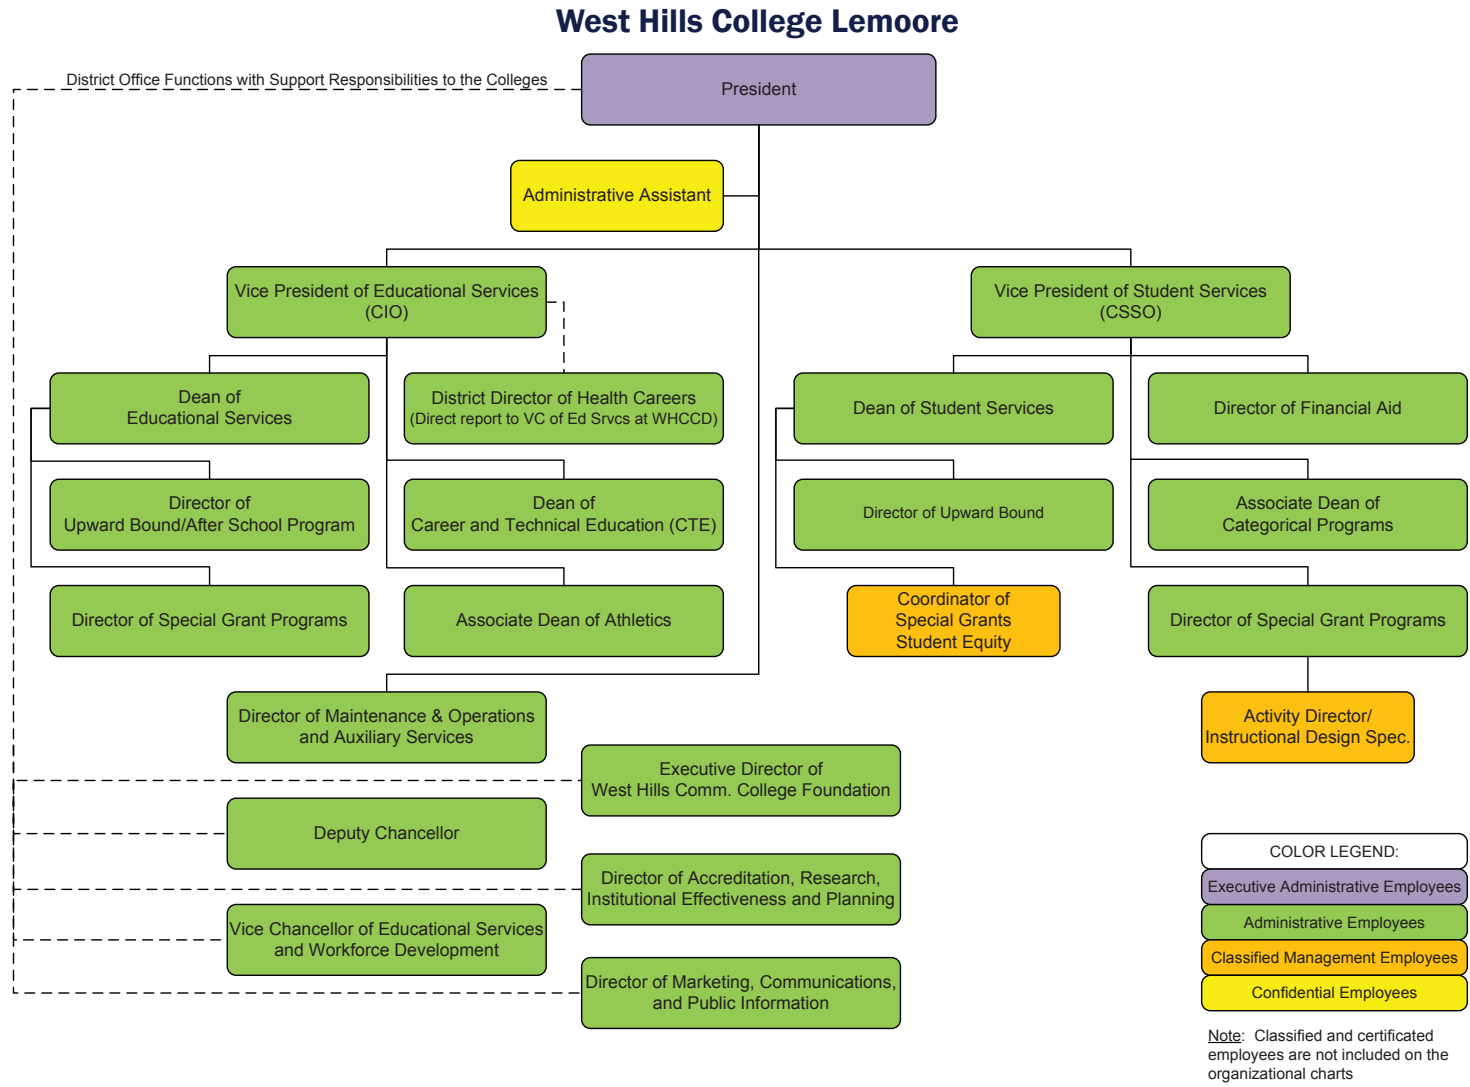 West Hills College Lemoore
District Office Functions with Support Responsibilities to the Colleges
President
Administrative Assistant
Vice President of Educational Services
(CIO)
Vice President of Student Services
(CSSO)
Dean of
Educational Services
District Director of Health Careers
(Direct report to VC of Ed Srvcs at WHCCD)
Dean of Student Services
Director of Financial Aid
Director of
Upward Bound/After School Program
Dean of
Career and Technical Education (CTE)
Director of Upward Bound
Associate Dean of
Categorical Programs
Director of Special Grant Programs
Associate Dean of Athletics
Coordinator of
Special Grants
Student Equity
Director of Special Grant Programs
Director of Maintenance & Operations
and Auxiliary Services
Activity Director/
Instructional Design Spec.
Executive Director of
West Hills Comm. College Foundation
Deputy Chancellor
Director of Accreditation, Research,
Institutional Effectiveness and Planning
Vice Chancellor of Educational Services
and Workforce Development
Director of Marketing, Communications,
and Public Information
COLOR LEGEND:
Executive Administrative Employees
Administrative Employees
Classified Management Employees
Confidential Employees
Note: Classified and certificated
employees are not included on the
organizational charts